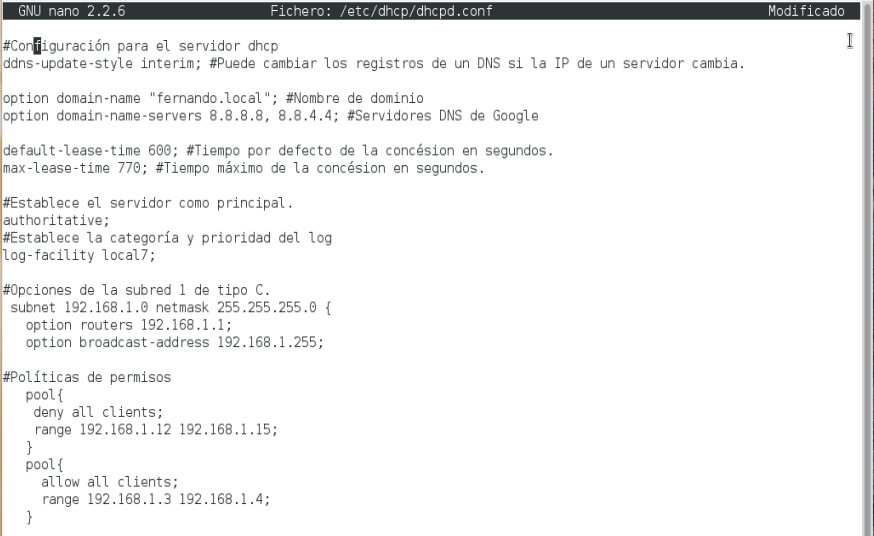 GNU nano 2.2.6 Fichero: /etc/dhcp/dhcpd.conf Modificado
#Configuración para el servidor dhcp
ddns-update-style interim; #Puede cambiar los registros de un DNS si la IP de un servidor cambia.
option domain-name "fernando.local"; #Nombre de dominio
option domain-name-servers 8.8.8.8, 8.8.4.4; #Servidores DNS de Google
default-lease-time 600; #Tiempo por defecto de la concésion en segundos.
max-lease-time 770; #Tiempo máximo de la concésion en segundos.
#Establece el servidor como principal.
authoritative;
#Establece la categoría y prioridad del log
log-facility local7;
#Opciones de la subred 1 de tipo C.
subnet 192.168.1.0 netmask 255.255.255.0 {
option routers 192.168.1.1;
option broadcast-address 192.168.1.255;
#Políticas de permisos
pool{
deny all clients;
range 192.168.1.12 192.168.1.15;
}
pool{
allow all clients;
range 192.168.1.3 192.168.1.4;
}